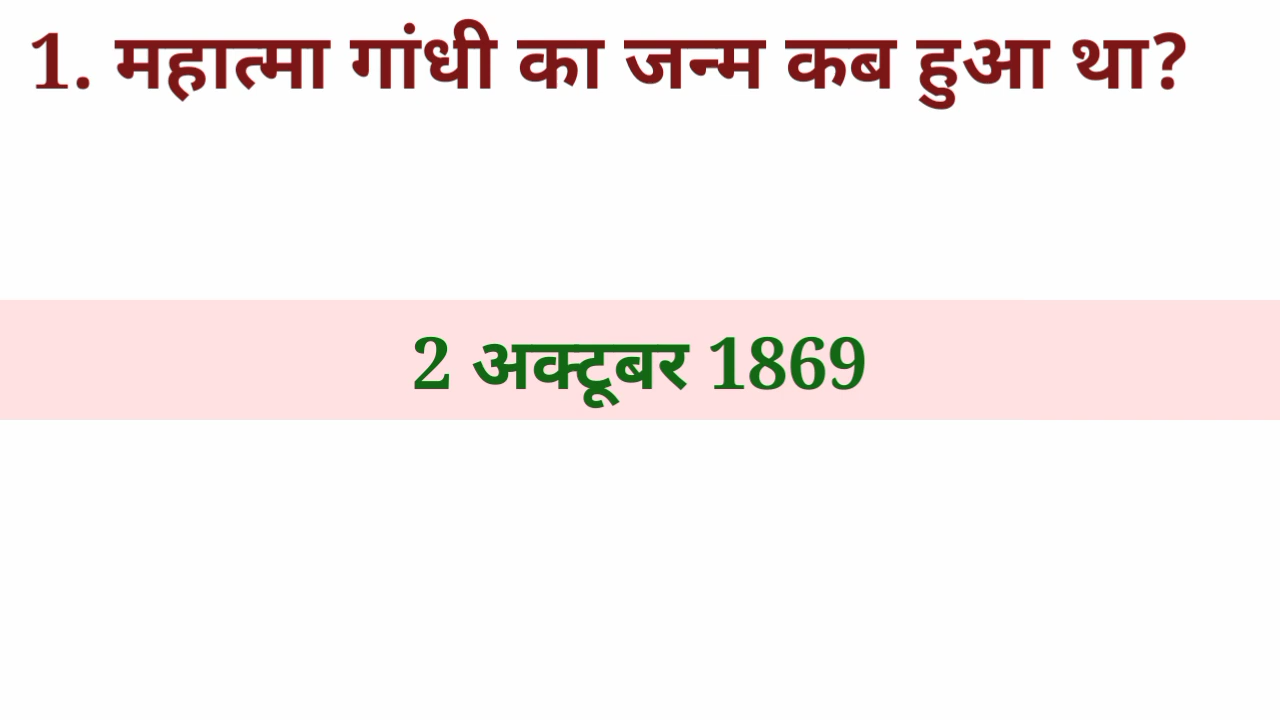 1. महात्मा गांधी का जन्म कब हुआ था?
2 अक्टूबर 1869